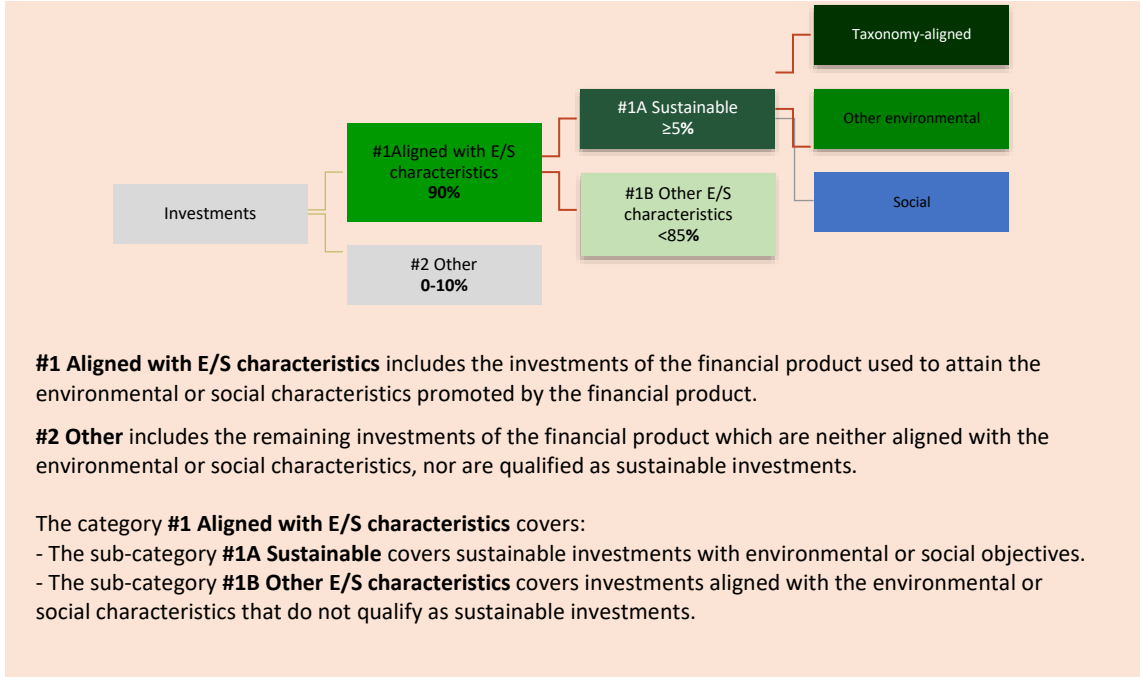 Taxonomy-aligned
#1A Sustainable
≥5%
Other environmental
#1Aligned with E/S
characteristics
90%
#1B Other E/S
characteristics
<85%
Investments
Social
#2 Other
0-10%
#1 Aligned with E/S characteristics includes the investments of the financial product used to attain the
environmental or social characteristics promoted by the financial product.
#2 Other includes the remaining investments of the financial product which are neither aligned with the
environmental or social characteristics, nor are qualified as sustainable investments.
The category #1 Aligned with E/S characteristics covers:
- The sub-category #1A Sustainable covers sustainable investments with environmental or social objectives.
- The sub-category #1B Other E/S characteristics covers investments aligned with the environmental or
social characteristics that do not qualify as sustainable investments.